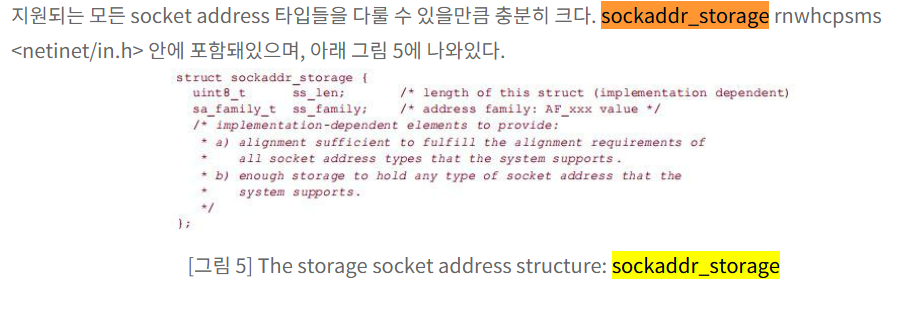 지원되는 모든 socket address 타입들을 다룰 수 있을만큼 충분히 크다. sockaddr_storage rnwhcpsms
<netinet/in.h> 안에 포함돼있으며, 아래 그림 5에 나와있다.
struct sockaddr_storage {
uint8_t ss_len; /* length of this struct (implementation dependent)
sa_family_t ss_family; /* address family: AF_xxx value */
/* implementation-dependent elements to provide:
* a) alignment sufficient to fulfill the alignment requirements of
* all socket address types that the system supports.
* b) enough storage to hold any type of socket address that the
* system supports.
*/
};
[그림 5] The storage socket address structure: sockaddr_storage